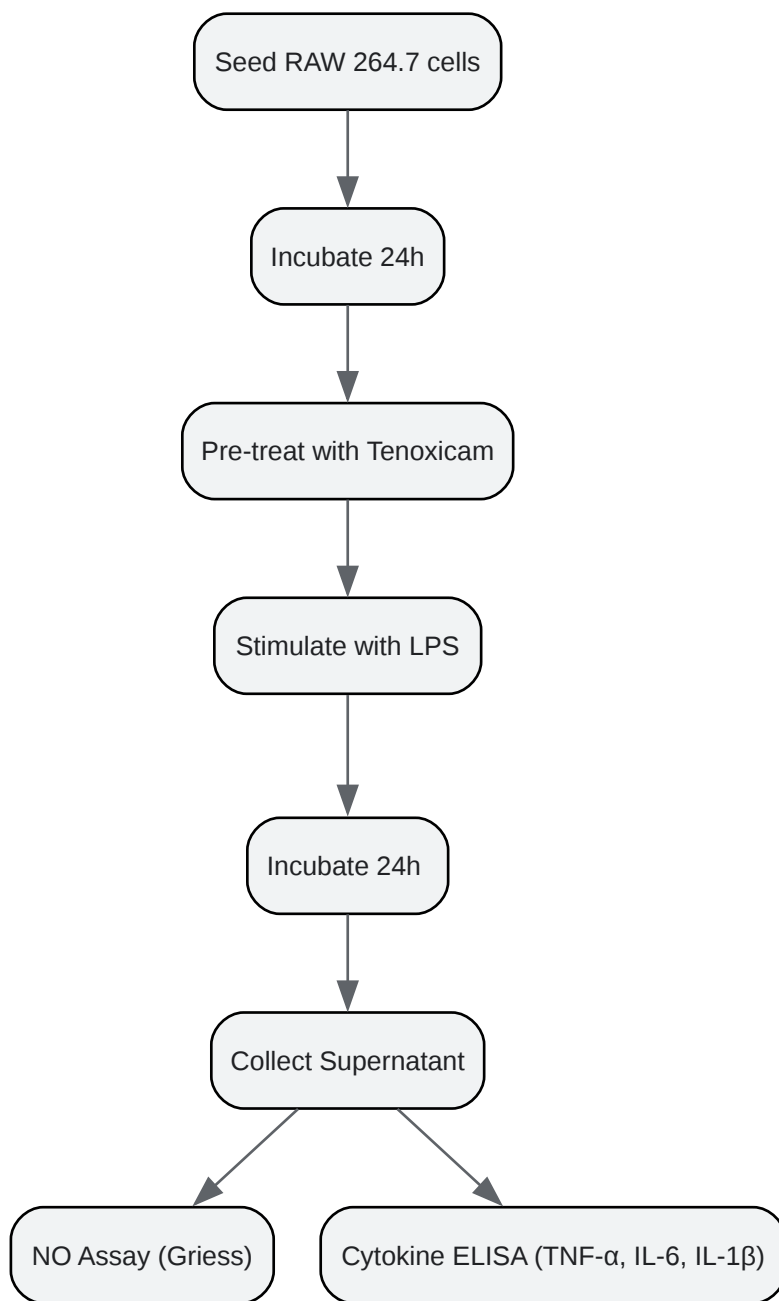 Seed RAW 264.7 cells
Incubate 24h
Pre-treat with Tenoxicam
Stimulate with LPS
Incubate 24h
Collect Supernatant
NO Assay (Griess)
Cytokine ELISA (TNF-α, IL-6, IL-1β)